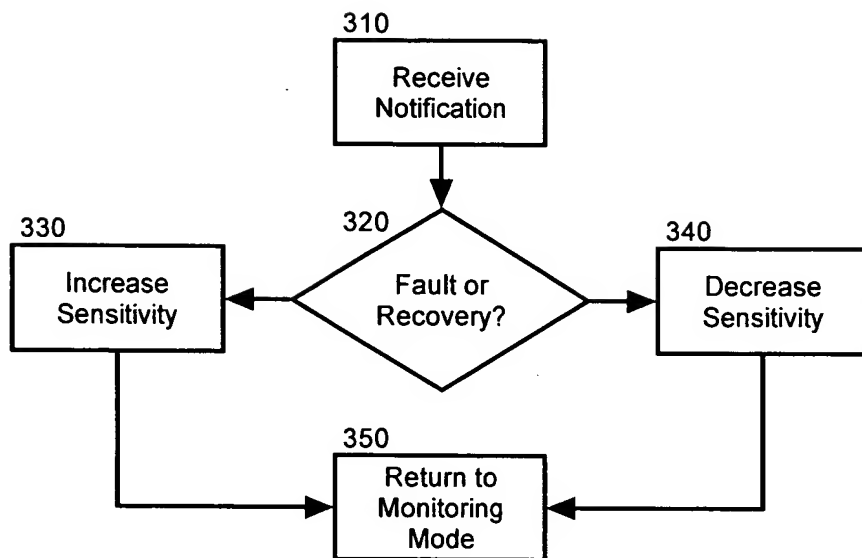 310
Receive
Notification
320
Fault or
Recovery?
330
Increase
Sensitivity
340
Decrease
Sensitivity
350
Return to
Monitoring
Mode